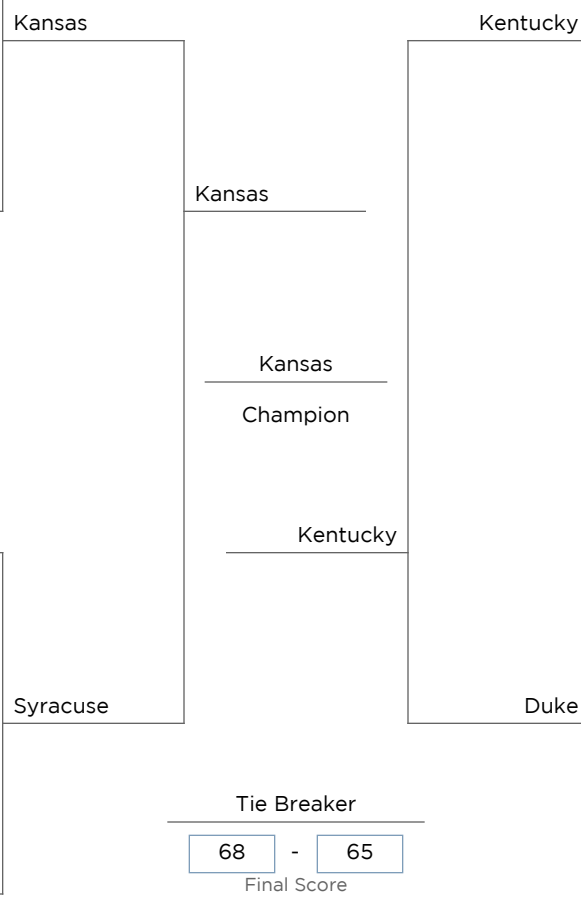 Kansas
Kentucky
Kansas
Kansas
Champion
Kentucky
Syracuse
Duke
Tie Breaker
68 - 65
Final Score